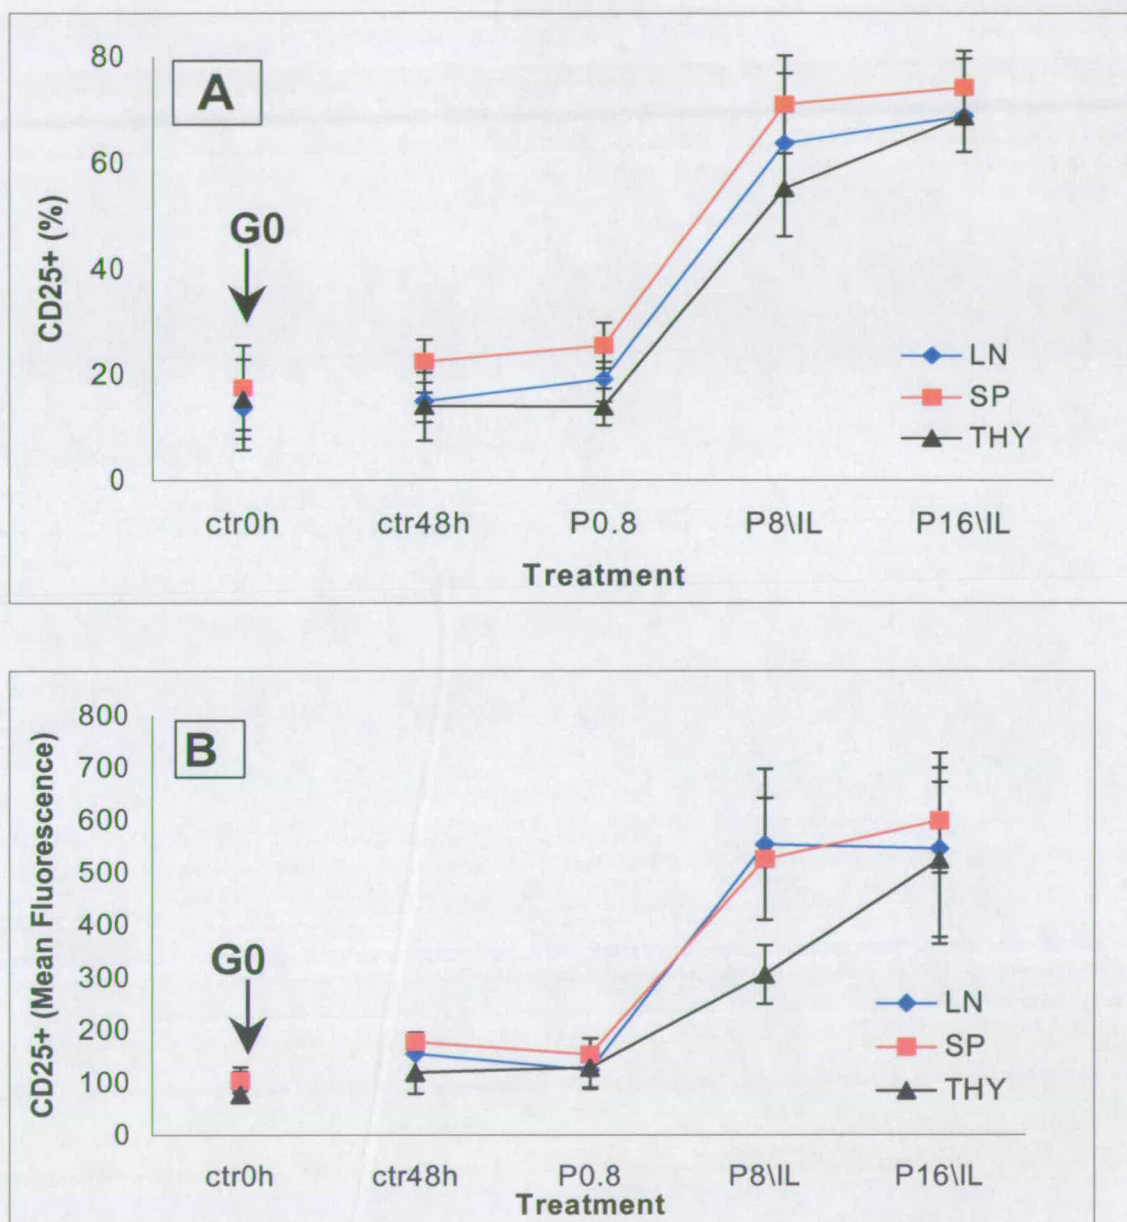 A
80
60
40
20
0
CD25+ (%)
G0
LN
SP
THY
ctr0h ctr48h P0.8 P8\IL P16\IL
Treatment
B
800
700
600
500
400
300
200
100
0
CD25+ (Mean Fluorescence)
G0
LN
SP
THY
ctr0h ctr48h P0.8 P8\IL P16\IL
Treatment